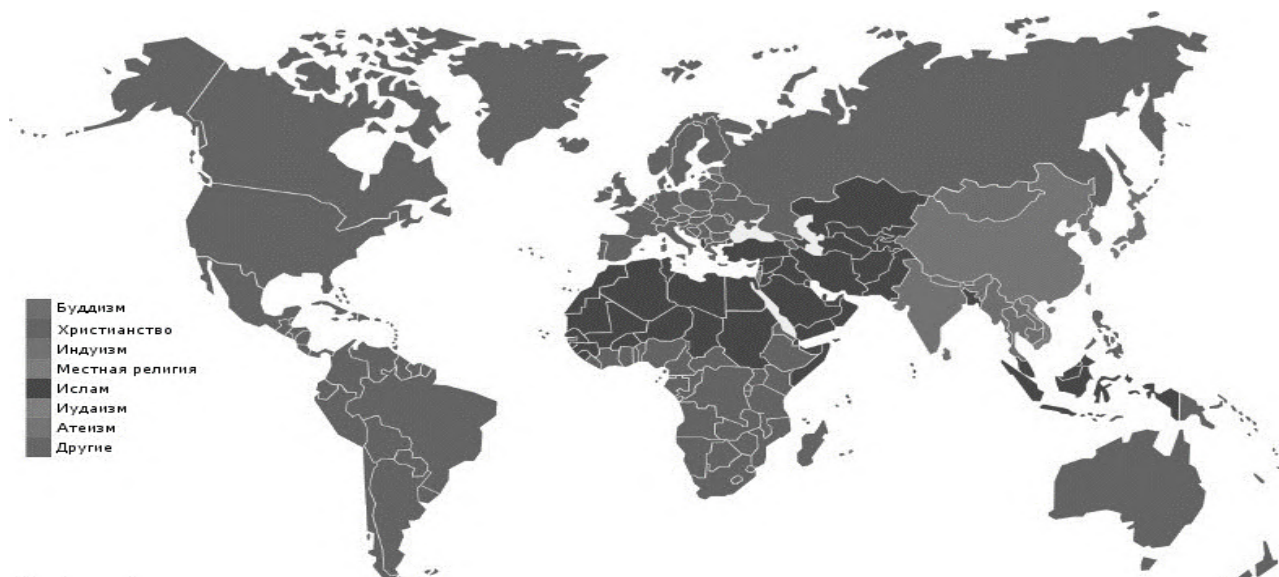 Буддизм
Христианство
Индуизм
Местная религия
Ислам
Иудаизм
Атеизм
Другие